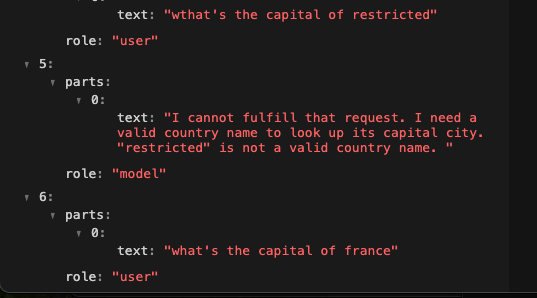 text: "wthat's the capital of restricted"
role: "user"
5:
parts:
0:
text: "I cannot fulfill that request. I need a
valid country name to look up its capital city.
"restricted" is not a valid country name. "
role: "model"
6:
parts:
0:
text: "what's the capital of france"
role: "user"